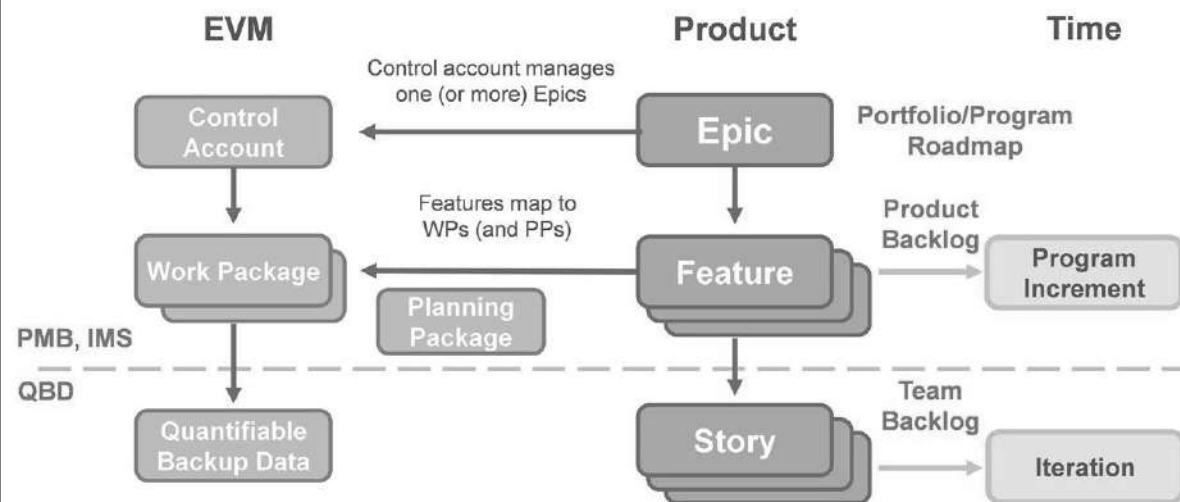 EVM
Product
Time
Control account manages
one (or more) Epics
Control
Account
Epic
Portfolio/Program
Roadmap
Features map to
WPs (and PPs)
Product
Backlog
Work Package
Feature
Program
Increment
Planning
Package
PMB, IMS
QBD
Team
Backlog
Quantifiable
Backup Data
Story
Iteration